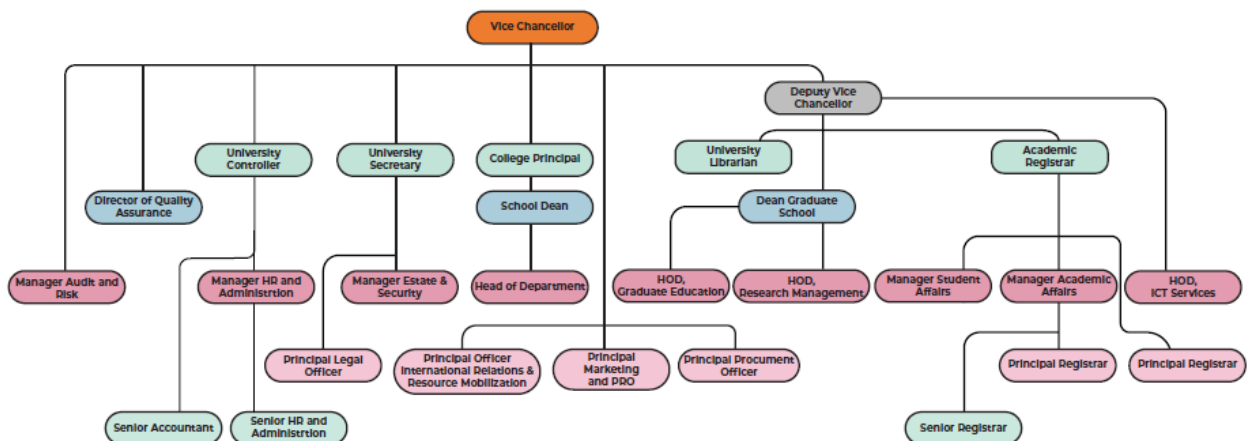 Vice Chancellor
Deputy Vice
Chancellor
University
Controller
University
Secretary
College Principal
University
Librarian
Academic
Registrar
Director of Quality
Assurance
School Dean
Dean Graduate
School
Manager Audit and
Risk
Manager HR and
Administrtion
Manager Estate &
Security
Head of Department
HOD,
Graduate Education
HOD,
Research Management
Manager Student
Affairs
Manager Academic
Affairs
HOD,
ICT Services
Principal Legal
Officer
Principal Officer
International Relations &
Resource Mobilization
Principal
Marketing
and PRO
Principal Procument
Officer
Principal Registrar
Principal Registrar
Senior Accountant
Senior HR and
Administrtion
Senior Registrar